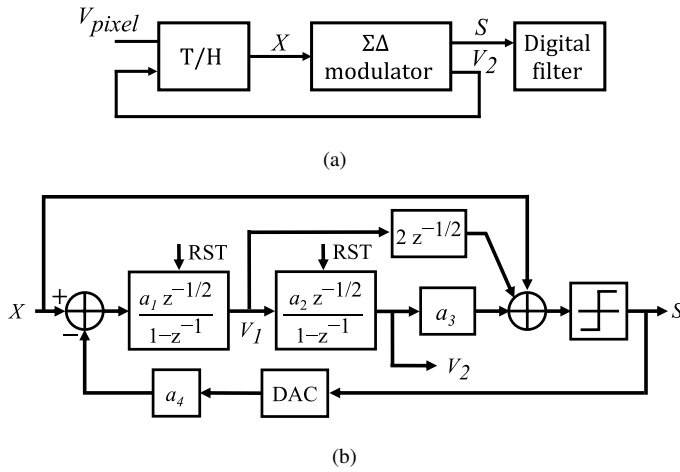 V_pixel
T/H
X
ΣΔ
modulator
S
V_2
Digital
filter
(a)
2 z^{-1/2}
RST
RST
X
+
−
a_1 z^{-1/2}
1−z^{-1}
V_1
a_2 z^{-1/2}
1−z^{-1}
a_3
S
V_2
a_4
DAC
(b)